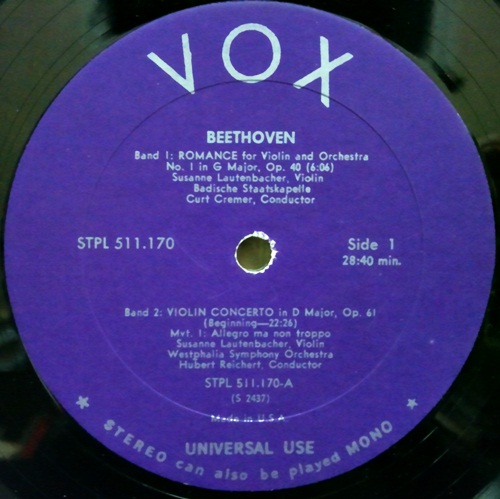 VOX
BEETHOVEN
Band 1: ROMANCE for Violin and Orchestra
No. 1 in G Major, Op. 40 (6:06)
Susanne Lautenbacher, Violin
Badische Staatskapelle
Curt Cremer, Conductor
STPL 511.170
Side 1
28:40 min.
Band 2: VIOLIN CONCERTO in D Major, Op. 61
(Beginning—22:26)
Mvt. 1: Allegro ma non troppo
Susanne Lautenbacher, Violin
Westphalia Symphony Orchestra
Hubert Reichert, Conductor
STPL 511.170-A
(S 2437)
Made in U.S.A.
UNIVERSAL USE
★ STEREO can also be played MONO ★